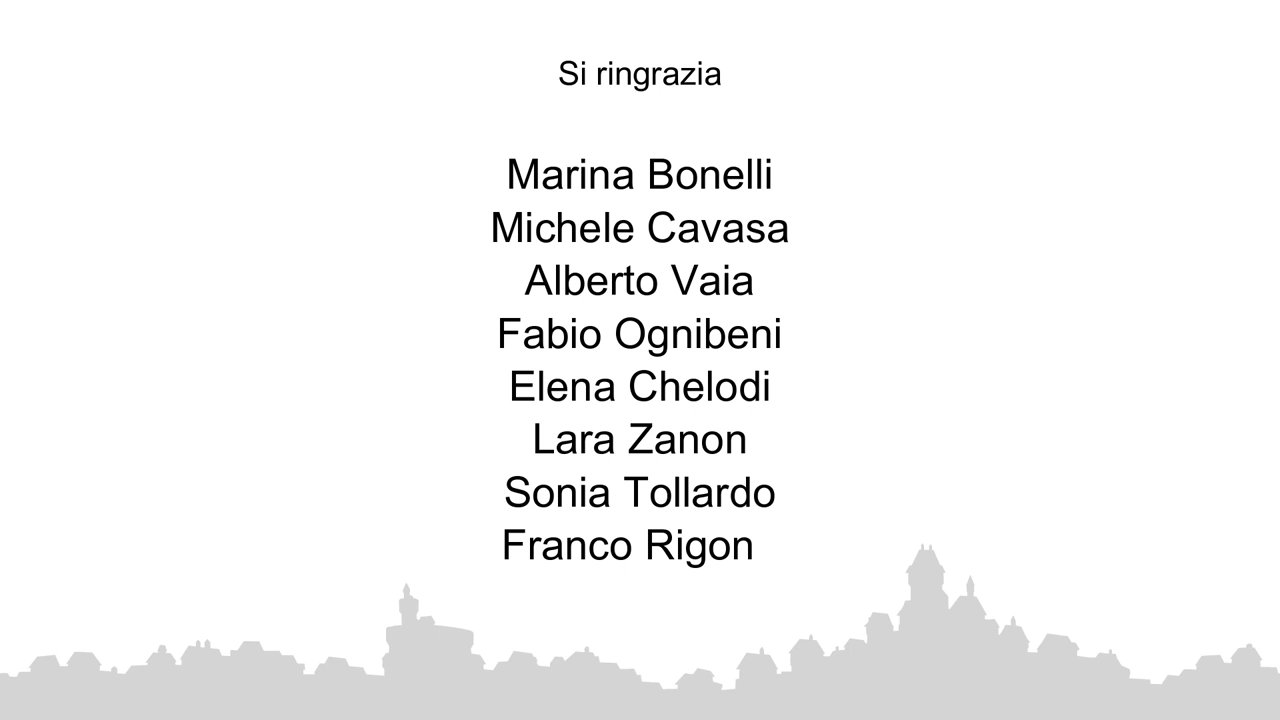 Si ringrazia
Marina Bonelli
Michele Cavasa
Alberto Vaia
Fabio Ognibeni
Elena Chelodi
Lara Zanon
Sonia Tollardo
Franco Rigon